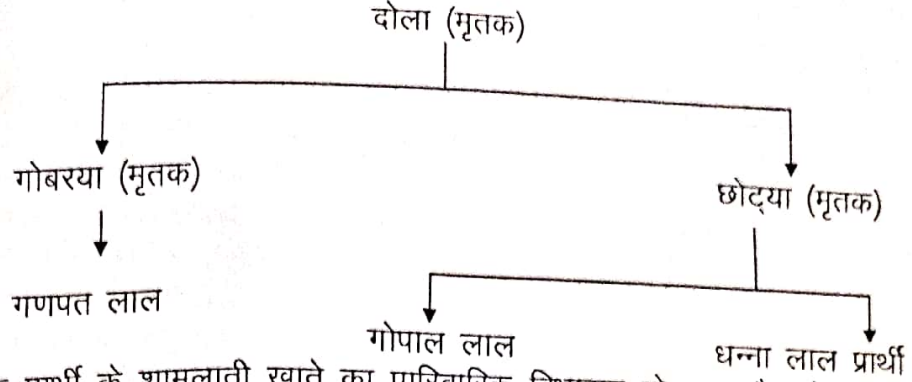 दोला (मृतक)
गोबरया (मृतक)
छोट्या (मृतक)
गणपत लाल
गोपाल लाल
धन्ना लाल प्रार्थी
प्रार्थी के शामलाती खाते का पारिवारिक